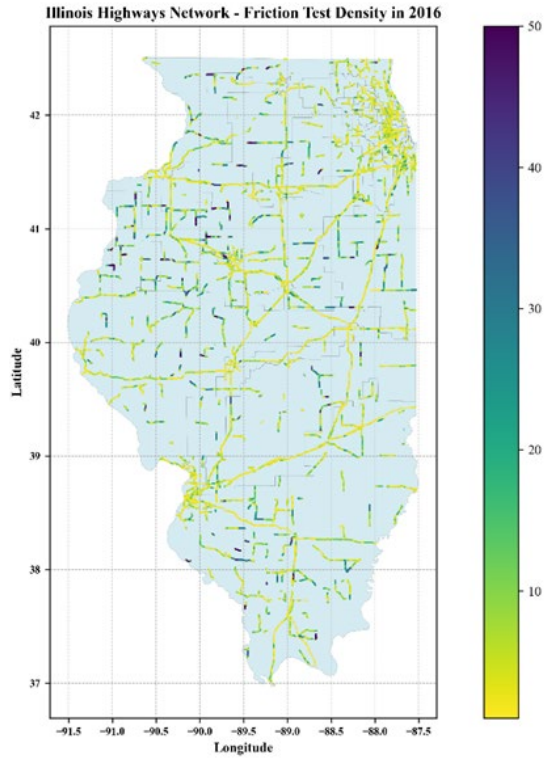 Illinois Highways Network - Friction Test Density in 2016
50
42
40
41
30
40
Latitude
20
39
38
10
37
−91.5 −91.0 −90.5 −90.0 −89.5 −89.0 −88.5 −88.0 −87.5
Longitude